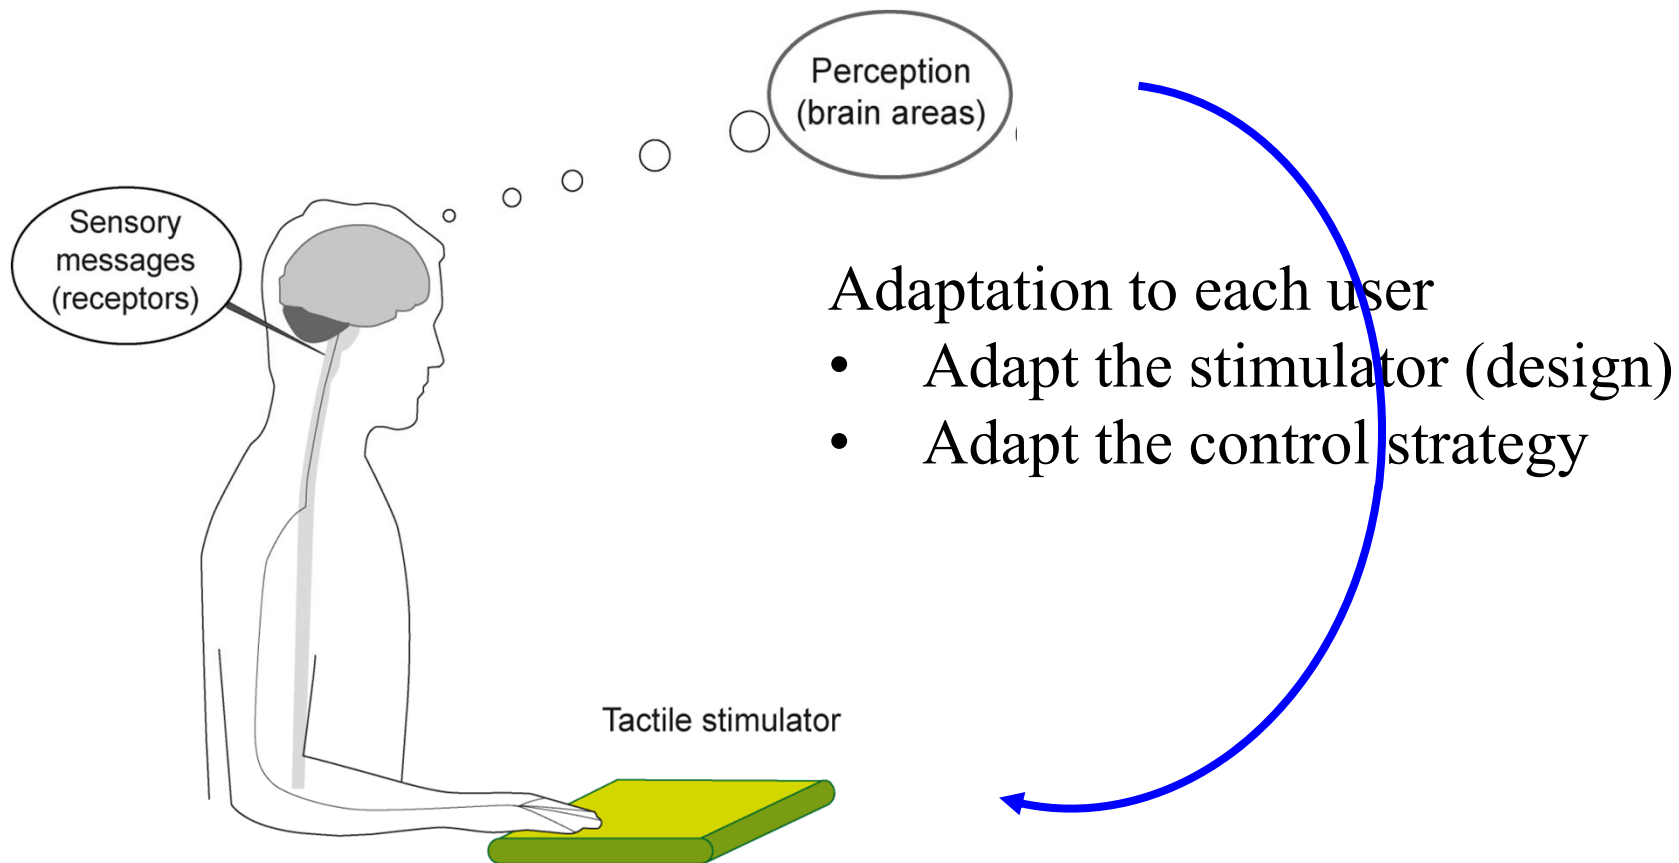 Perception
(brain areas)
Sensory
messages
(receptors)
Adaptation to each user
• Adapt the stimulator (design)
• Adapt the control strategy
Tactile stimulator